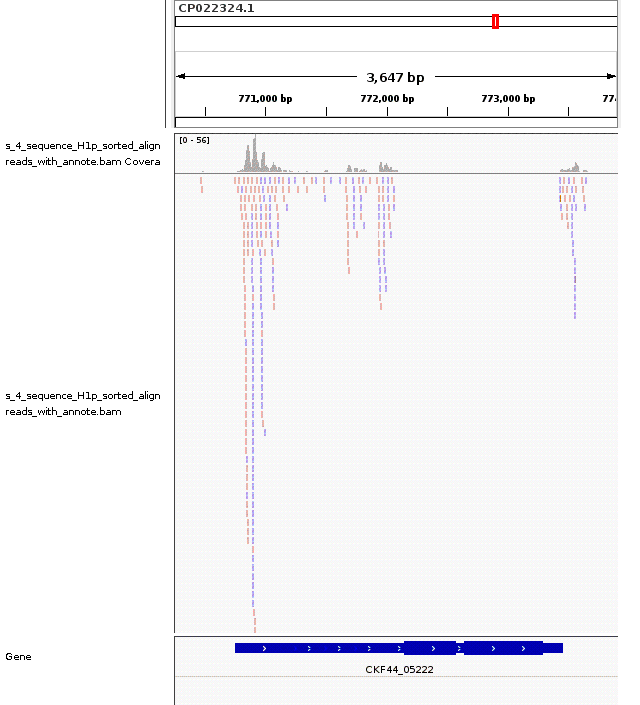 CP022324.1
3,647 bp
771,000 bp 772,000 bp 773,000 bp 774
s_4_sequence_H1p_sorted_align
reads_with_annote.bam Covera
[0 - 56]
s_4_sequence_H1p_sorted_align
reads_with_annote.bam
Gene
CKF44_05222